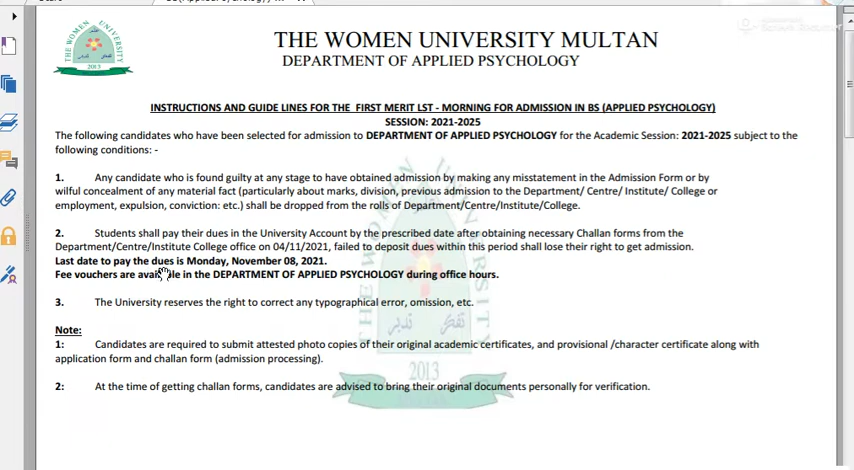 THE WOMEN UNIVERSITY MULTAN
DEPARTMENT OF APPLIED PSYCHOLOGY
INSTRUCTIONS AND GUIDE LINES FOR THE FIRST MERIT LST - MORNING FOR ADMISSION IN BS (APPLIED PSYCHOLOGY)
SESSION: 2021-2025
The following candidates who have been selected for admission to DEPARTMENT OF APPLIED PSYCHOLOGY for the Academic Session: 2021-2025 subject to the
following conditions: -
1. Any candidate who is found guilty at any stage to have obtained admission by making any misstatement in the Admission Form or by
wilful concealment of any material fact (particularly about marks, division, previous admission to the Department/ Centre/ Institute/ College or
employment, expulsion, conviction: etc.) shall be dropped from the rolls of Department/Centre/Institute/College.
2. Students shall pay their dues in the University Account by the prescribed date after obtaining necessary Challan forms from the
Department/Centre/Institute College office on 04/11/2021, failed to deposit dues within this period shall lose their right to get admission.
Last date to pay the dues is Monday, November 08, 2021.
Fee vouchers are available in the DEPARTMENT OF APPLIED PSYCHOLOGY during office hours.
3. The University reserves the right to correct any typographical error, omission, etc.
Note:
1: Candidates are required to submit attested photo copies of their original academic certificates, and provisional /character certificate along with
application form and challan form (admission processing).
2: At the time of getting challan forms, candidates are advised to bring their original documents personally for verification.
THE WOMEN UNIVERSITY
2013
2013